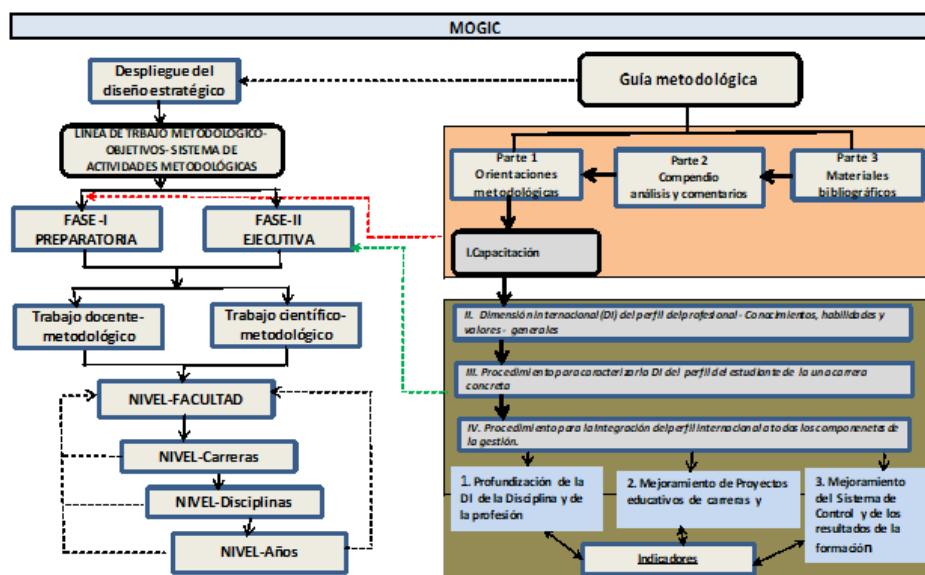 MOGIC
Despliegue del
diseño estratégico
Guía metodológica
LINEA DE TRBAJO METODOLOGICO-
OBJETIVOS- SISTEMA DE
ACTIVIDADES METODOLÓGICAS
Parte 1
Orientaciones
metodológicas
Parte 2
Compendio
análisis y comentarios
Parte 3
Materiales
bibliográficos
FASE -I
PREPARATORIA
FASE-II
EJECUTIVA
I.Capacitación
Trabajo docente-
metodológico
Trabajo científico-
metodológico
II. Dimensión internacional (DI) del perfil del profesional - Conocimientos, habilidades y
valores - generales
III. Procedimiento para caracterizar la DI del perfil del estudiante de la una carrera
concreta
IV. Procedimiento para la integración del perfil internacional a todos los componenetes de
la gestión.
NIVEL-FACULTAD
NIVEL-Carreras
NIVEL-Disciplinas
NIVEL-Años
1. Profundización de la
DI de la Disciplina y de
la profesión
2. Mejoramiento de Proyectos
educativos de carreras y
3. Mejoramiento
del Sistema de
Control y de los
resultados de la
formación
Indicadores